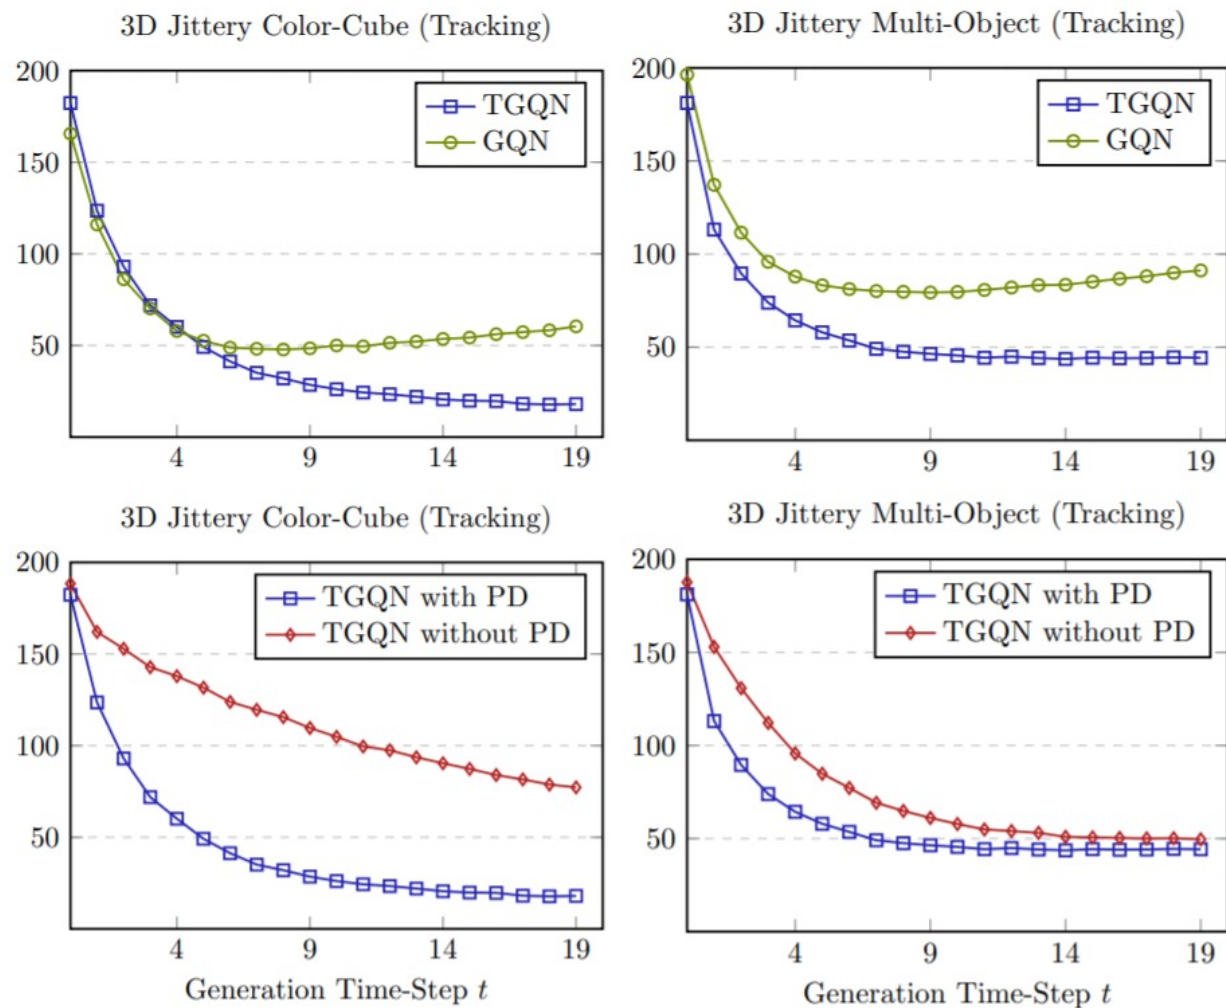 3D Jittery Color-Cube (Tracking)
200
150
100
50
4 9 14 19
TGQN
GQN
3D Jittery Multi-Object (Tracking)
200
150
100
50
4 9 14 19
TGQN
GQN
3D Jittery Color-Cube (Tracking)
200
150
100
50
4 9 14 19
TGQN with PD
TGQN without PD
Generation Time-Step t
3D Jittery Multi-Object (Tracking)
200
150
100
50
4 9 14 19
TGQN with PD
TGQN without PD
Generation Time-Step t